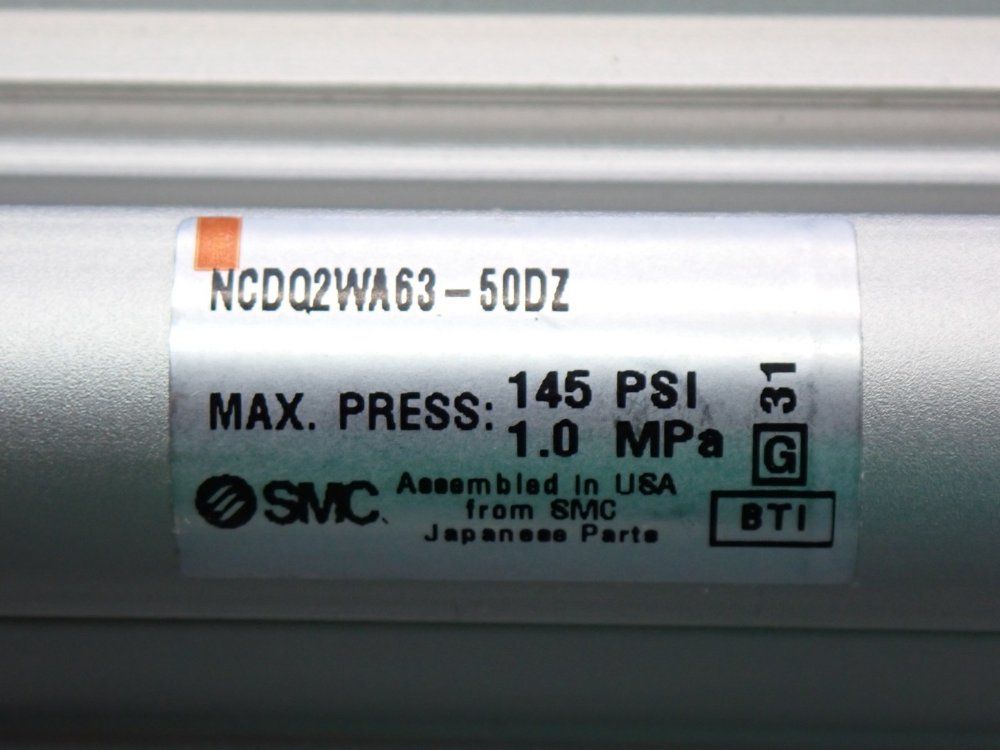 NCDQ2WA63-50DZ
MAX. PRESS: 145 PSI
1.0 MPa
31
G
SMC
Assembled in USA
from SMC
Japanese Parts
BTI